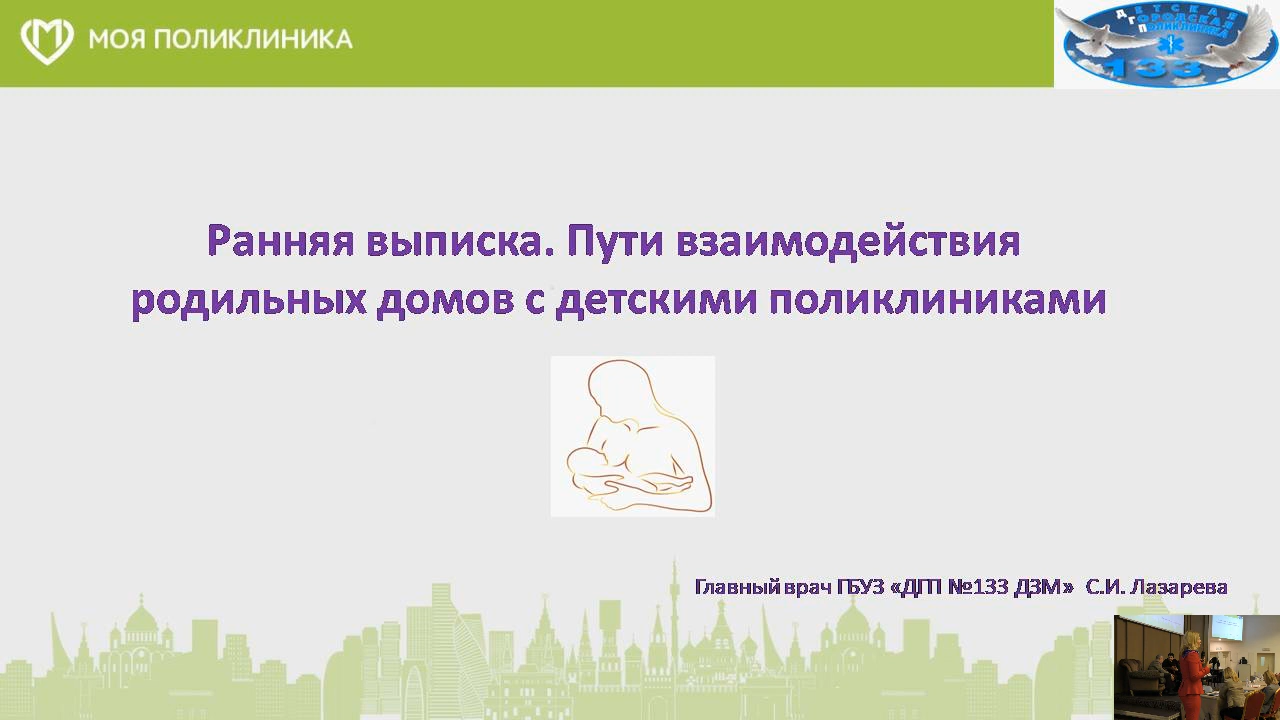 МОЯ ПОЛИКЛИНИКА
ДЕТСКАЯ
ГОРОДСКАЯ
ПОЛИКЛИНИКА
133
Ранняя выписка. Пути взаимодействия
родильных домов с детскими поликлиниками
Главный врач ГБУЗ «ДГП №133 ДЗМ» С.И. Лазарева